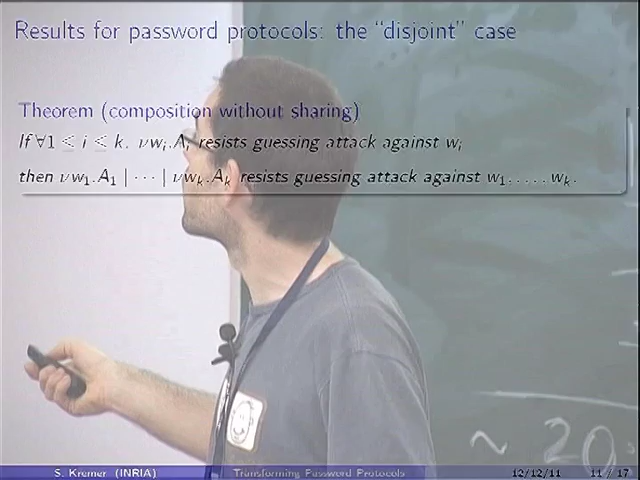 Results for password protocols: the “disjoint” case
Theorem (composition without sharing)
If ∀1 ≤ i ≤ k. νwᵢ.Aᵢ resists guessing attack against wᵢ
then νw₁.A₁ | ··· | νwₖ.Aₖ resists guessing attack against w₁, ..., wₖ.
~ 20
S. Kremer (INRIA) Transforming Password Protocols 12/12/11 11 / 17